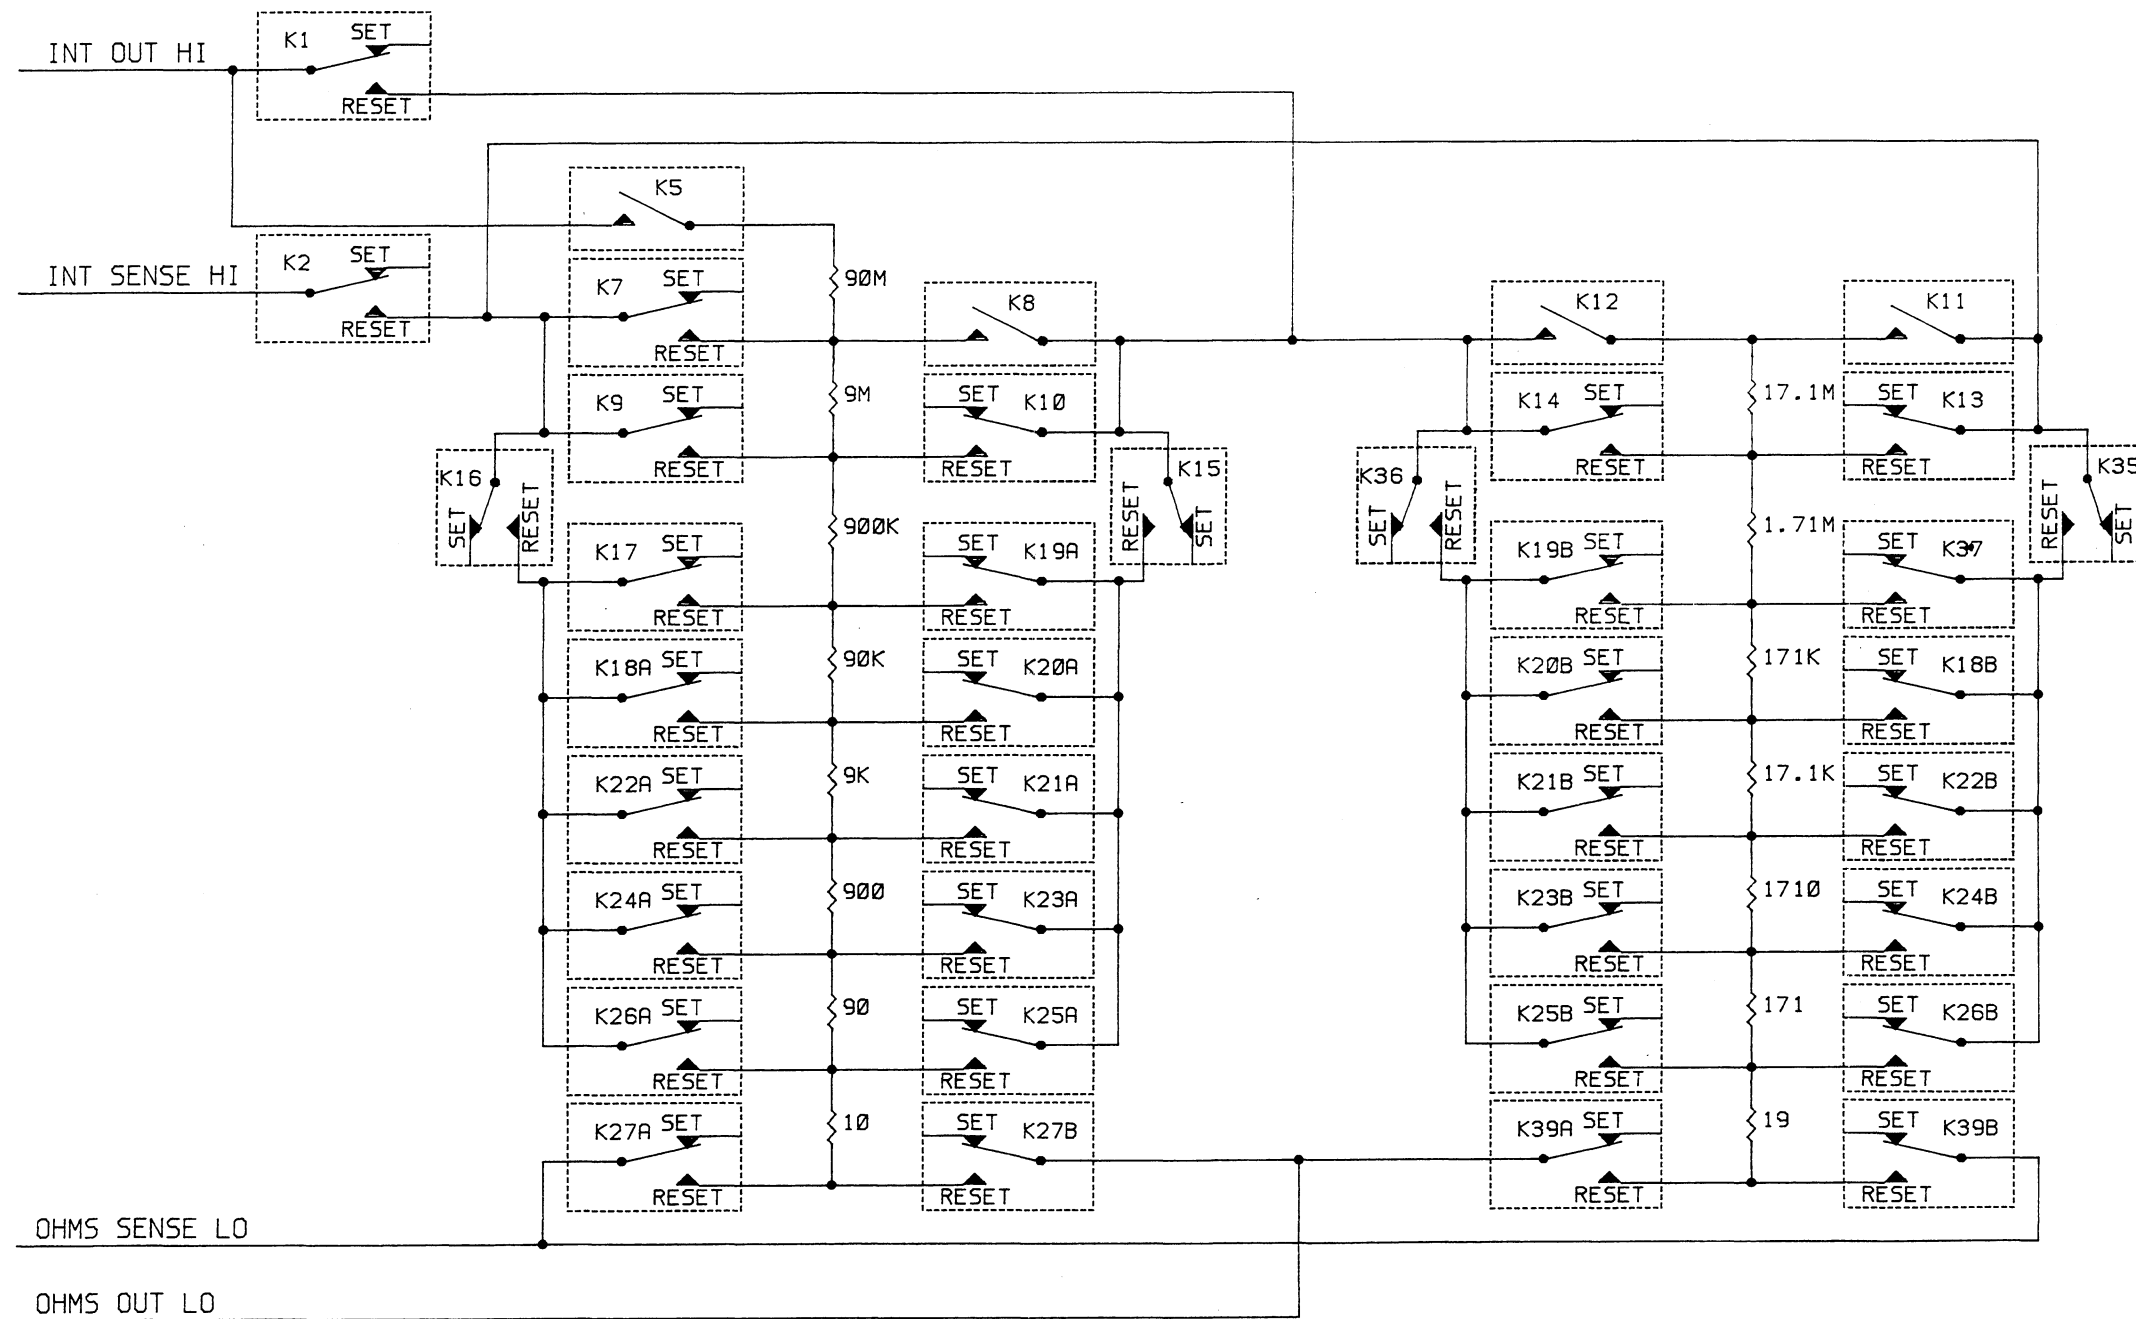 K1 SET
INT OUT HI
RESET
K5
K2 SET
INT SENSE HI
RESET
K7 SET
RESET
90M
K8
K12
K11
K9 SET
RESET
9M
SET K10
RESET
K14 SET
RESET
17.1M
SET K13
RESET
K16
SET
RESET
K15
RESET
SET
K36
SET
RESET
K35
RESET
SET
900K
1.71M
K17 SET
RESET
SET K19A
RESET
K19B SET
RESET
SET K37
RESET
K18A SET
RESET
90K
SET K20A
RESET
K20B SET
RESET
171K
SET K18B
RESET
K22A SET
RESET
9K
SET K21A
RESET
K21B SET
RESET
17.1K
SET K22B
RESET
K24A SET
RESET
900
SET K23A
RESET
K23B SET
RESET
1710
SET K24B
RESET
K26A SET
RESET
90
SET K25A
RESET
K25B SET
RESET
171
SET K26B
RESET
K27A SET
RESET
10
SET K27B
RESET
K39A SET
RESET
19
SET K39B
RESET
OHMS SENSE LO
OHMS OUT LO